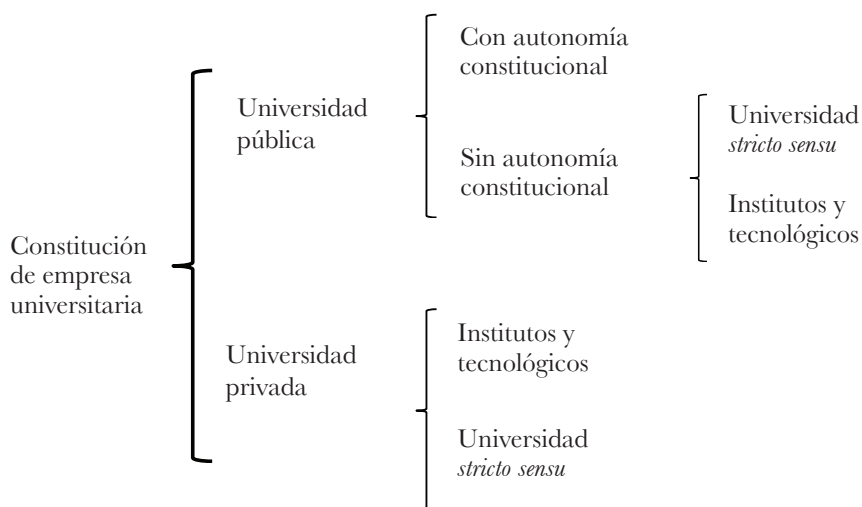 Constitución
de empresa
universitaria
Universidad
pública
Con autonomía
constitucional
Sin autonomía
constitucional
Universidad
stricto sensu
Institutos y
tecnológicos
Universidad
privada
Institutos y
tecnológicos
Universidad
stricto sensu